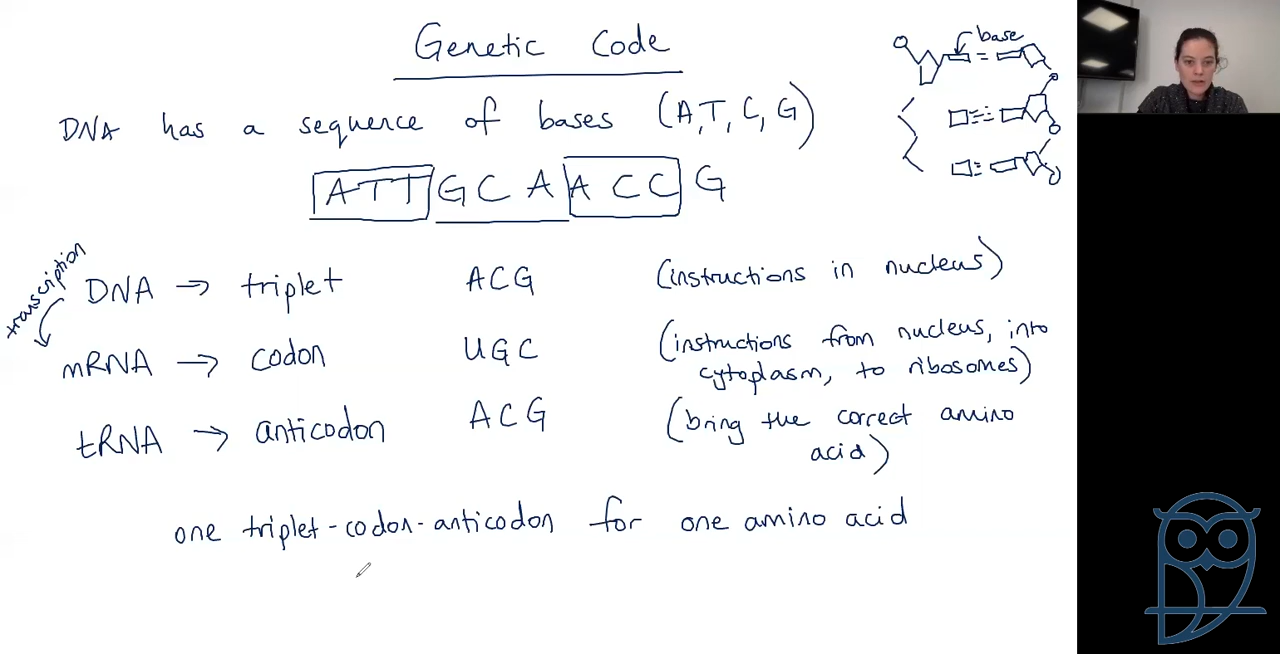 Genetic Code
base
DNA has a sequence of bases (A,T, C, G)
ATTGCAACCG
transcription
DNA → triplet ACG (instructions in nucleus)
mRNA → codon UGC (instructions from nucleus, into
cytoplasm, to ribosomes)
tRNA → anticodon ACG (bring the correct amino
acid)
one triplet-codon-anticodon for one amino acid